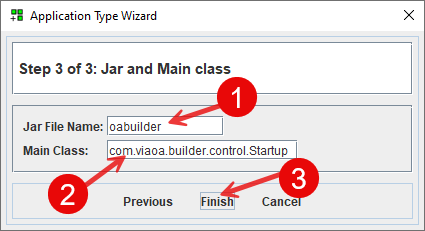 Application Type Wizard
Step 3 of 3: Jar and Main class
1
Jar File Name: oabuilder
Main Class: com.viaoa.builder.control.Startup
2
3
Previous Finish Cancel